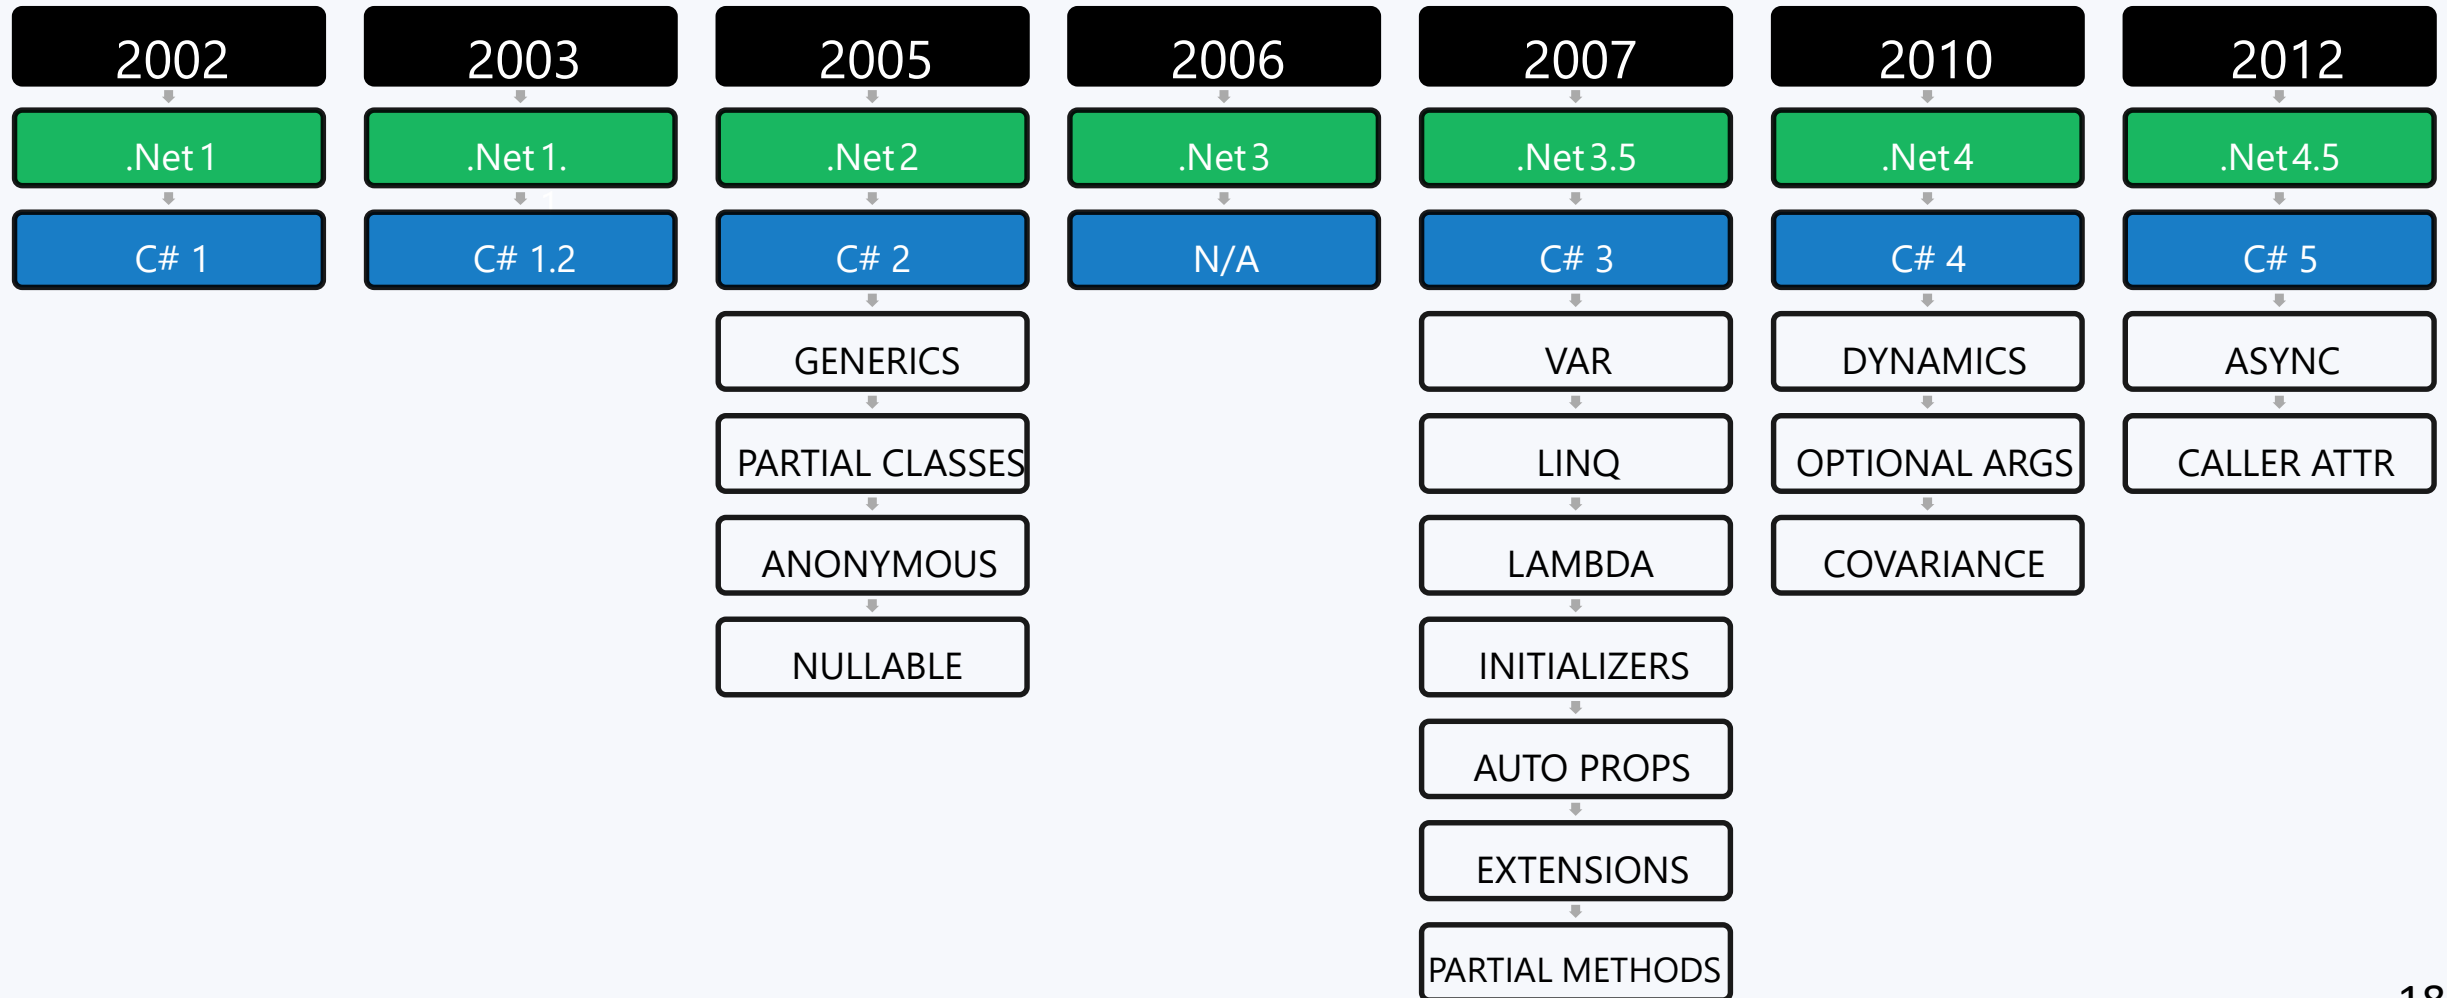 2002
.Net 1
C# 1
2003
.Net 1.
1
C# 1.2
2005
.Net 2
C# 2
GENERICS
PARTIAL CLASSES
ANONYMOUS
NULLABLE
2006
.Net 3
N/A
2007
.Net 3.5
C# 3
VAR
LINQ
LAMBDA
INITIALIZERS
AUTO PROPS
EXTENSIONS
PARTIAL METHODS
2010
.Net 4
C# 4
DYNAMICS
OPTIONAL ARGS
COVARIANCE
2012
.Net 4.5
C# 5
ASYNC
CALLER ATTR
18